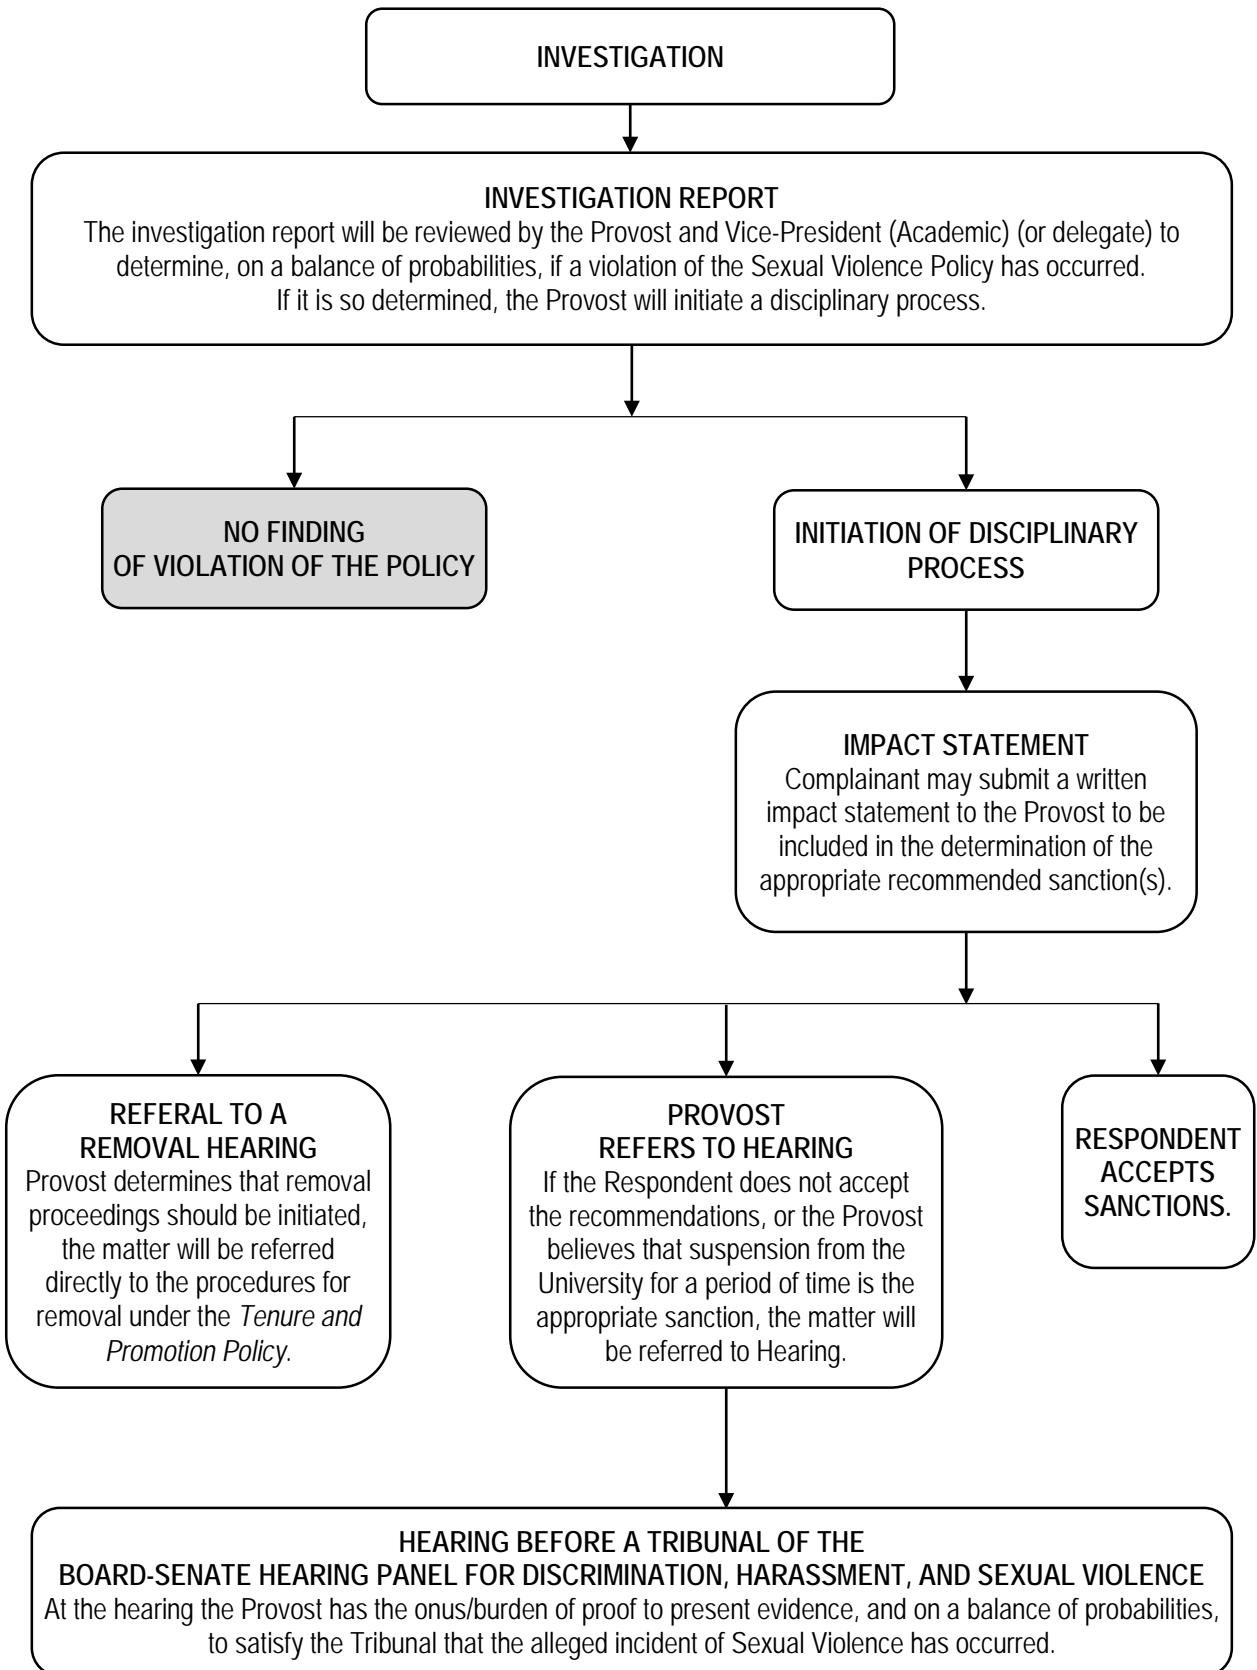 INVESTIGATION
INVESTIGATION REPORT
The investigation report will be reviewed by the Provost and Vice-President (Academic) (or delegate) to
determine, on a balance of probabilities, if a violation of the Sexual Violence Policy has occurred.
If it is so determined, the Provost will initiate a disciplinary process.
NO FINDING
OF VIOLATION OF THE POLICY
INITIATION OF DISCIPLINARY
PROCESS
IMPACT STATEMENT
Complainant may submit a written
impact statement to the Provost to be
included in the determination of the
appropriate recommended sanction(s).
REFERAL TO A
REMOVAL HEARING
Provost determines that removal
proceedings should be initiated,
the matter will be referred
directly to the procedures for
removal under the Tenure and
Promotion Policy.
PROVOST
REFERS TO HEARING
If the Respondent does not accept
the recommendations, or the Provost
believes that suspension from the
University for a period of time is the
appropriate sanction, the matter will
be referred to Hearing.
RESPONDENT
ACCEPTS
SANCTIONS.
HEARING BEFORE A TRIBUNAL OF THE
BOARD-SENATE HEARING PANEL FOR DISCRIMINATION, HARASSMENT, AND SEXUAL VIOLENCE
At the hearing the Provost has the onus/burden of proof to present evidence, and on a balance of probabilities,
to satisfy the Tribunal that the alleged incident of Sexual Violence has occurred.